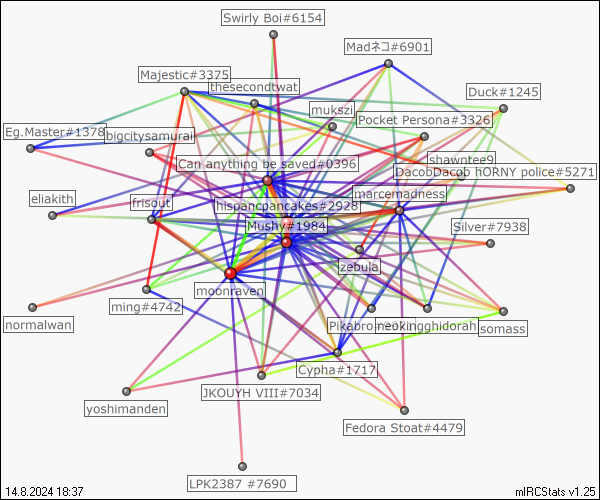 Swirly Boi#6154
Madネコ#6901
Majestic#3375
thesecondtwat
Duck#1245
mukszi
Pocket Persona#3326
Eg.Master#1378
bigcitysamurai
shawntee9
Can anything be saved#0396
DacobDacob
hORNY police#5271
marcemadness
eliakith
frisout
hispancpancakes#2928
Mushy#1984
Silver#7938
zebula
moonraven
ming#4742
normalwan
Pikabro
neokingghidorah
somass
Cypha#1717
JKOUYH VIII#7034
yoshimanden
Fedora Stoat#4479
LPK2387 #7690
14.8.2024 18:37
mIRCStats v1.25